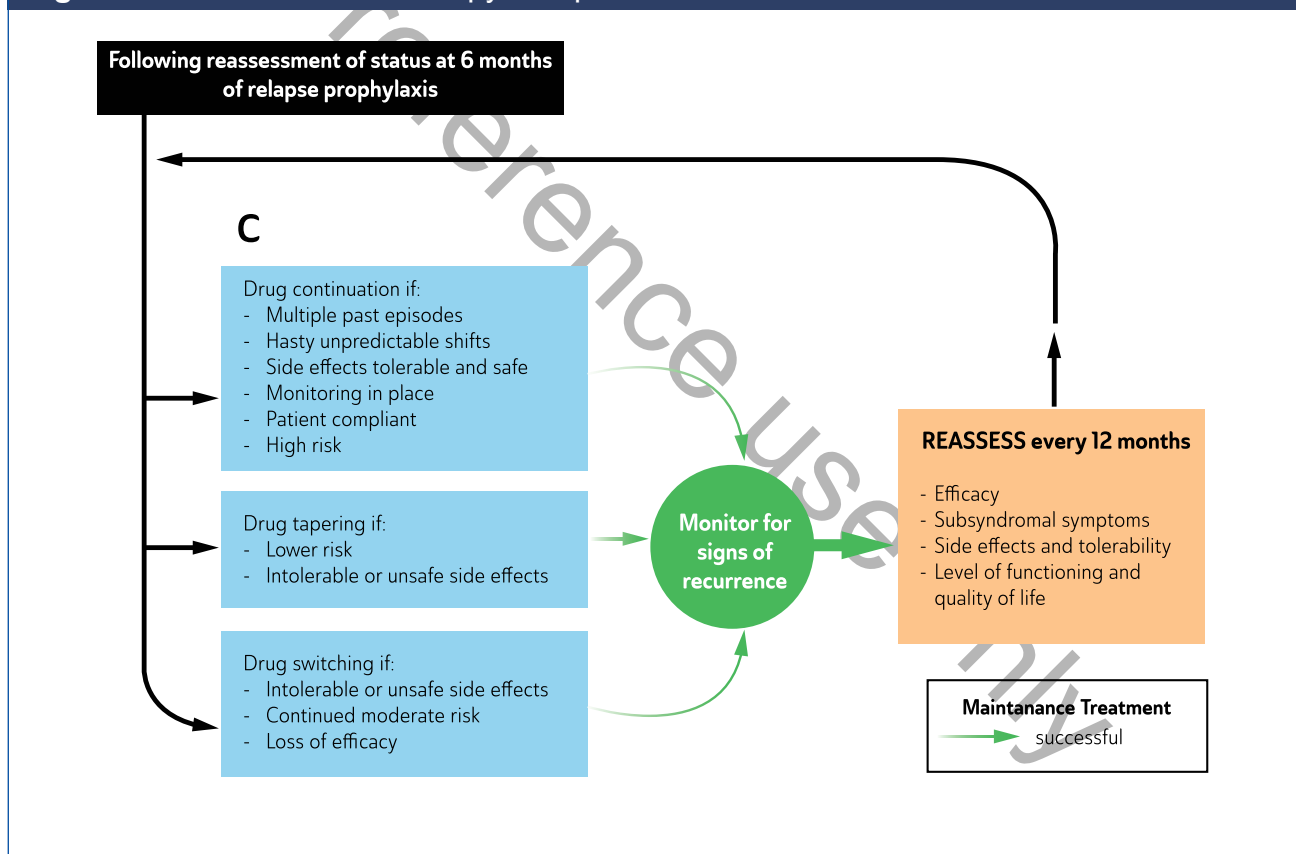 Following reassessment of status at 6 months
of relapse prophylaxis
C
Drug continuation if:
- Multiple past episodes
- Hasty unpredictable shifts
- Side effects tolerable and safe
- Monitoring in place
- Patient compliant
- High risk
Drug tapering if:
- Lower risk
- Intolerable or unsafe side effects
Drug switching if:
- Intolerable or unsafe side effects
- Continued moderate risk
- Loss of efficacy
Monitor for
signs of
recurrence
REASSESS every 12 months
- Efficacy
- Subsyndromal symptoms
- Side effects and tolerability
- Level of functioning and
quality of life
Maintanance Treatment
successful
use